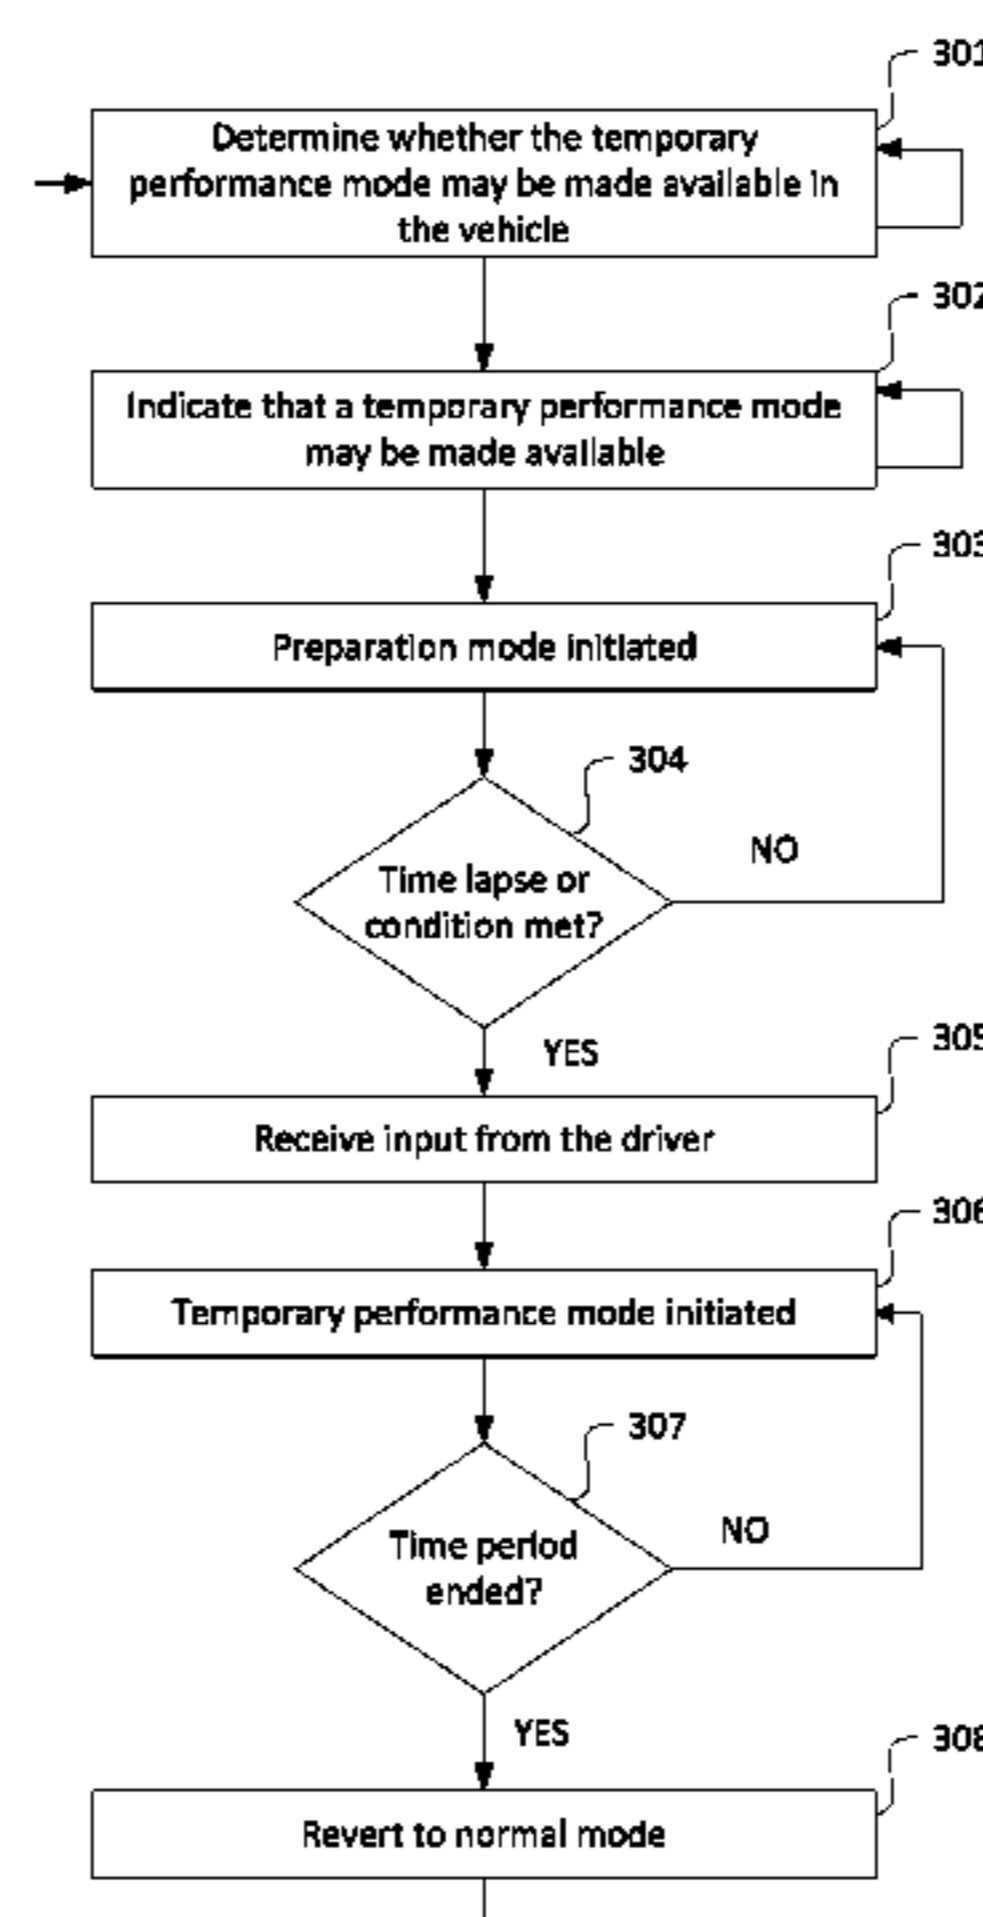 301
Determine whether the temporary
performance mode may be made available in
the vehicle
302
Indicate that a temporary performance mode
may be made available
303
Preparation mode initiated
304
NO
Time lapse or
condition met?
YES
305
Receive input from the driver
306
Temporary performance mode initiated
307
NO
Time period
ended?
YES
308
Revert to normal mode